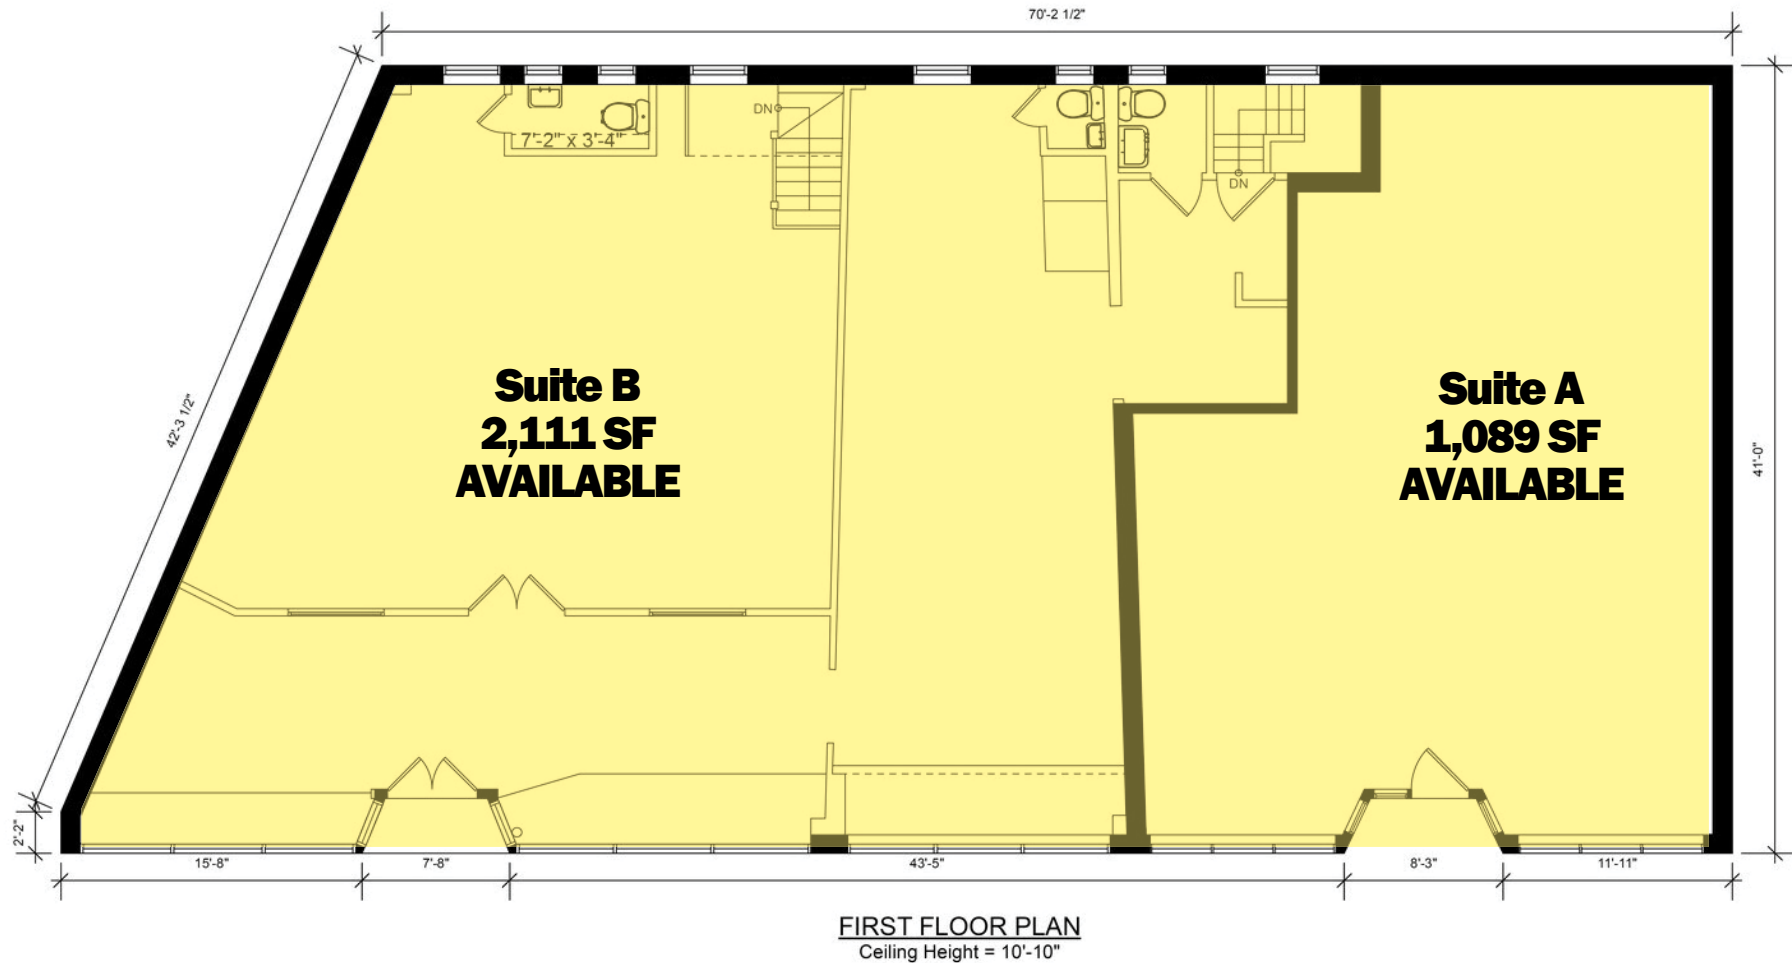 70'-2 1/2"
DN
7'-2" x 3'-4"
DN
Suite B
2,111 SF
AVAILABLE
Suite A
1,089 SF
AVAILABLE
42'-3 1/2"
41'-0"
2'-2"
15'-8"
7'-8"
43'-5"
8'-3"
11'-11"
FIRST FLOOR PLAN
Ceiling Height = 10'-10"